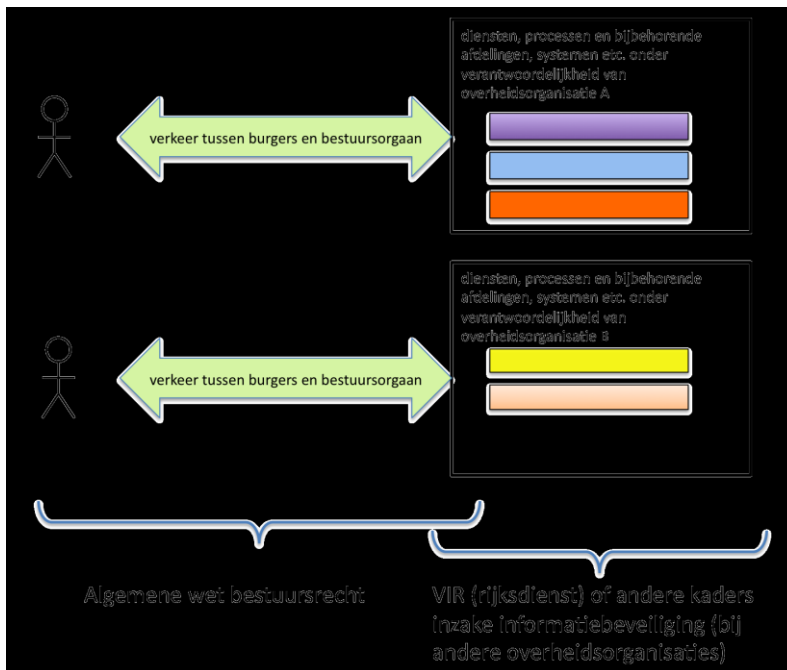 diensten, processen en bijbehorende
afdelingen, systemen etc. onder
verantwoordelijkheid van
overheidsorganisatie A
verkeer tussen burgers en bestuursorgaan
diensten, processen en bijbehorende
afdelingen, systemen etc. onder
verantwoordelijkheid van
overheidsorganisatie B
verkeer tussen burgers en bestuursorgaan
Algemene wet bestuursrecht
VIR (rijksdienst) of andere kaders
inzake informatiebeveiliging (bij
andere overheidsorganisaties)